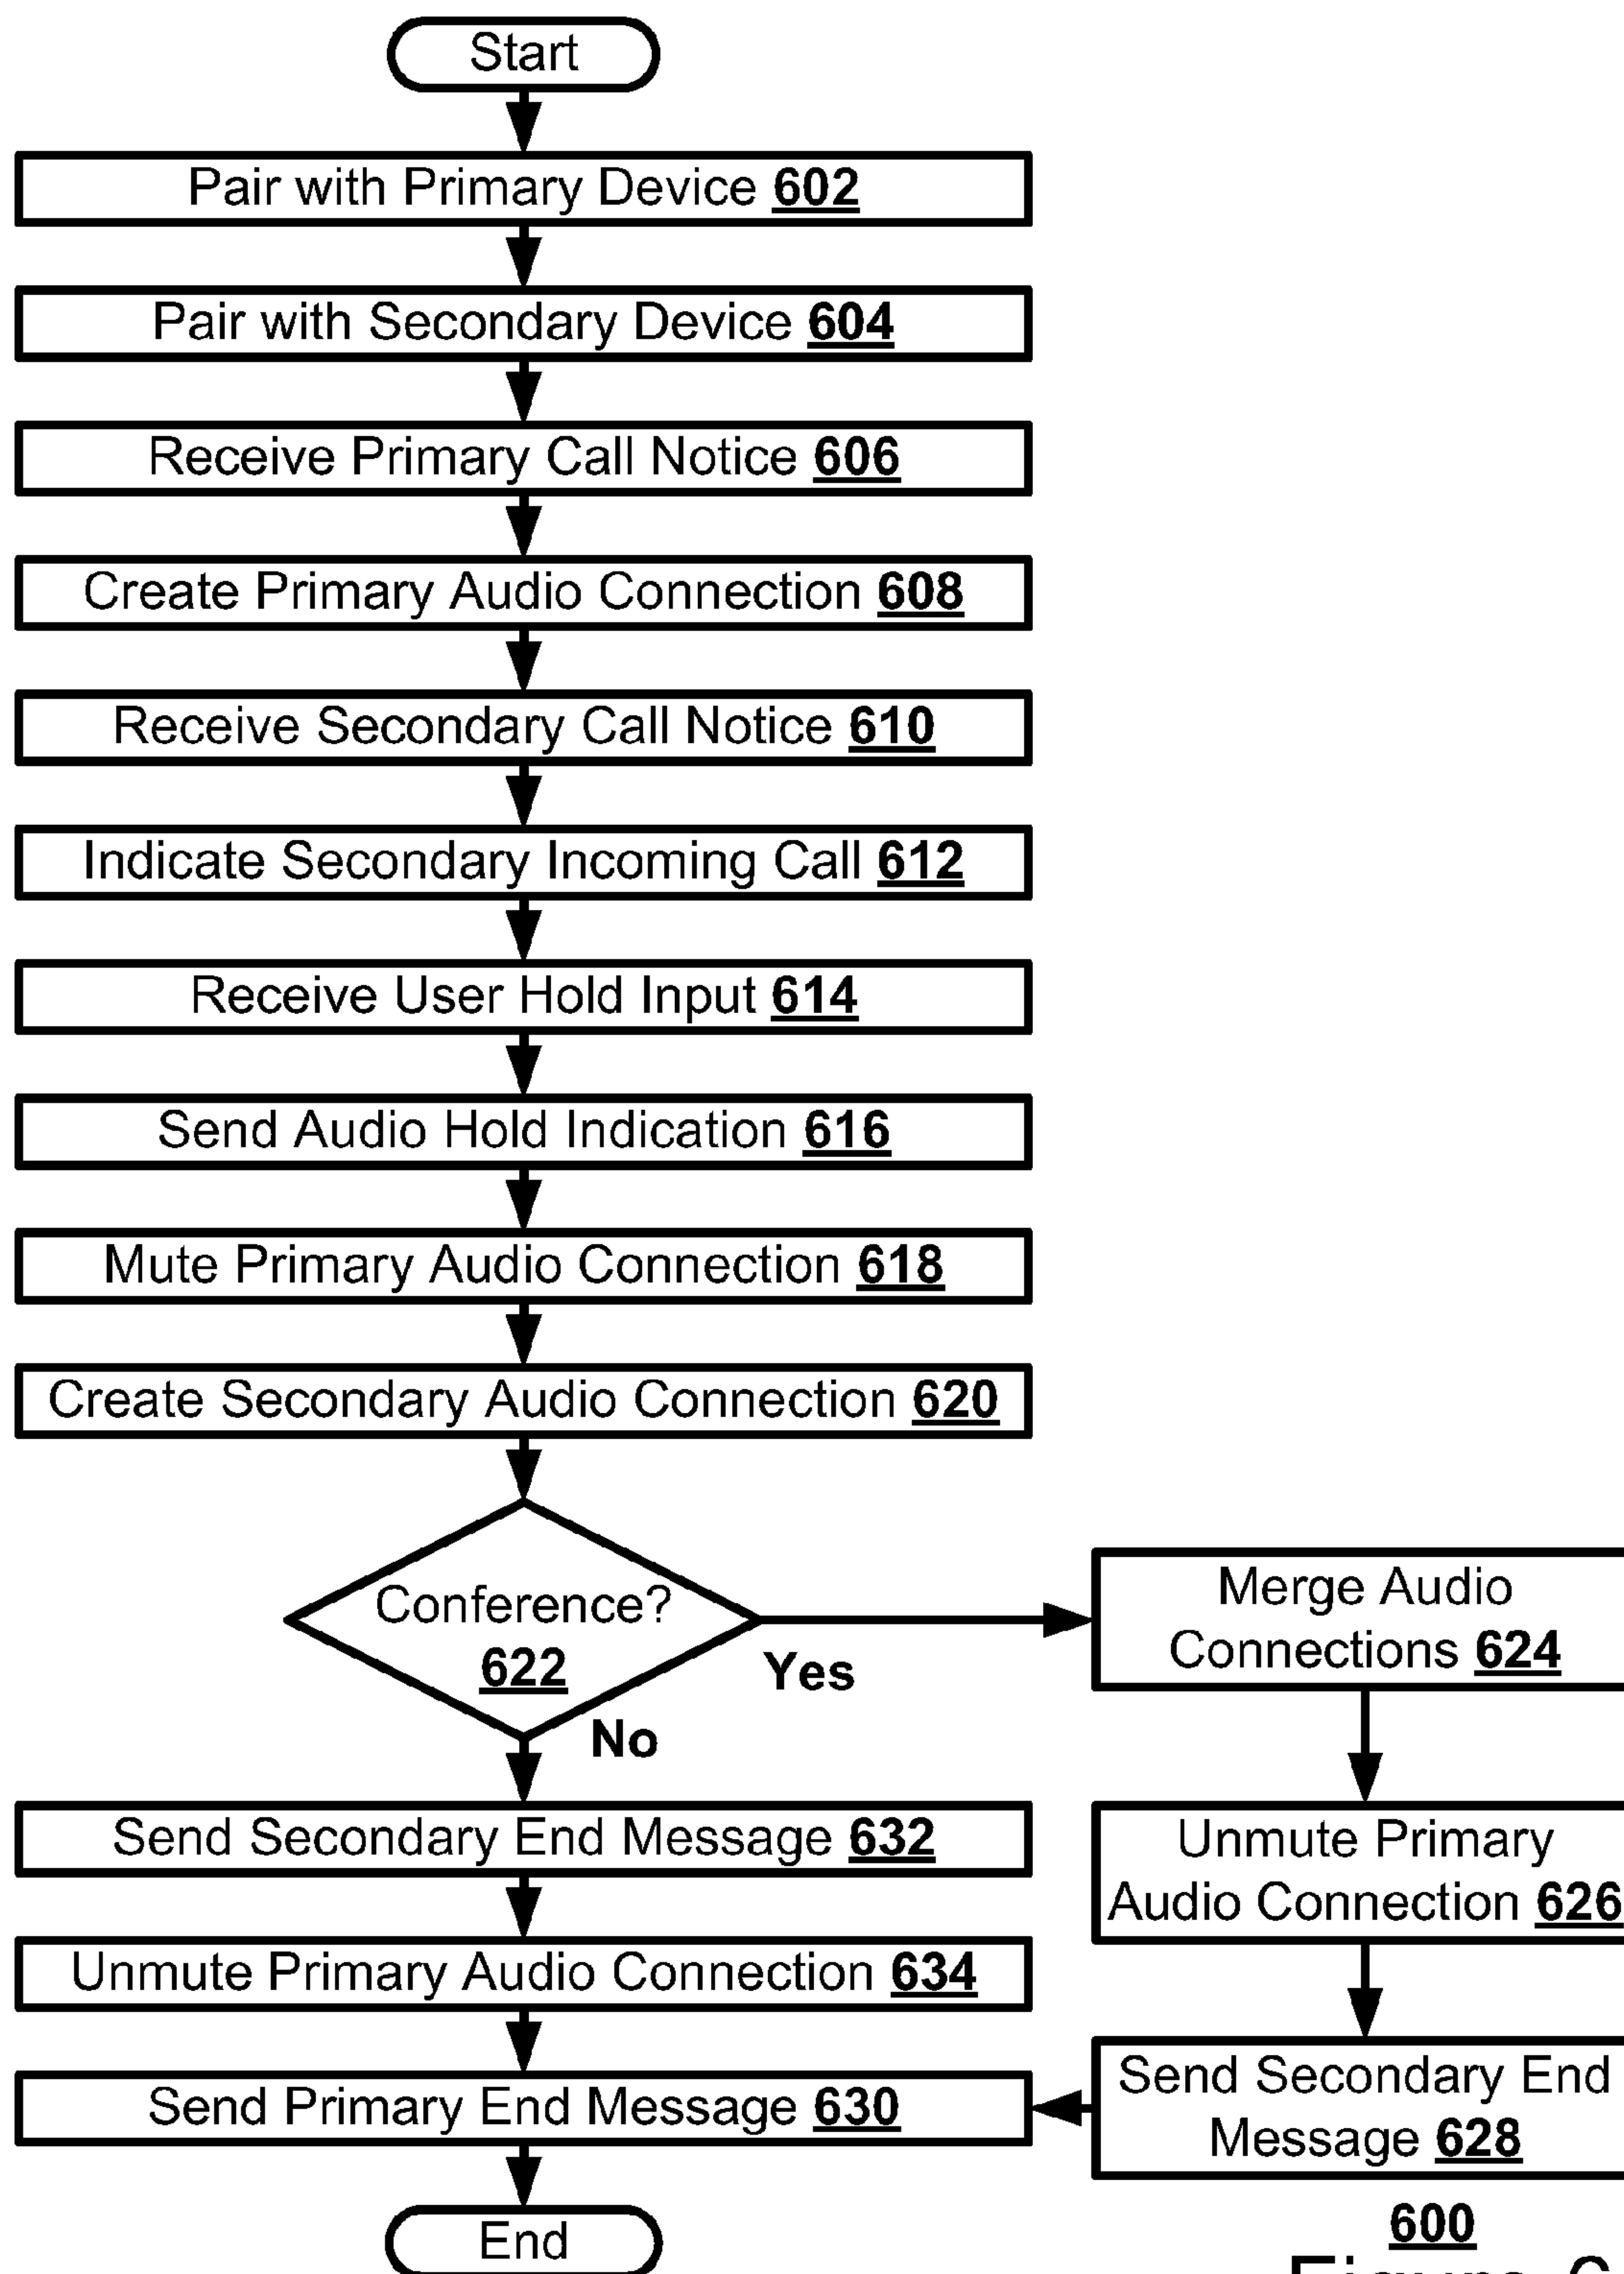 Start
Pair with Primary Device 602
Pair with Secondary Device 604
Receive Primary Call Notice 606
Create Primary Audio Connection 608
Receive Secondary Call Notice 610
Indicate Secondary Incoming Call 612
Receive User Hold Input 614
Send Audio Hold Indication 616
Mute Primary Audio Connection 618
Create Secondary Audio Connection 620
Conference?
622
Yes
No
Merge Audio
Connections 624
Unmute Primary
Audio Connection 626
Send Secondary End
Message 628
Send Secondary End Message 632
Unmute Primary Audio Connection 634
Send Primary End Message 630
End
600
Figure 6